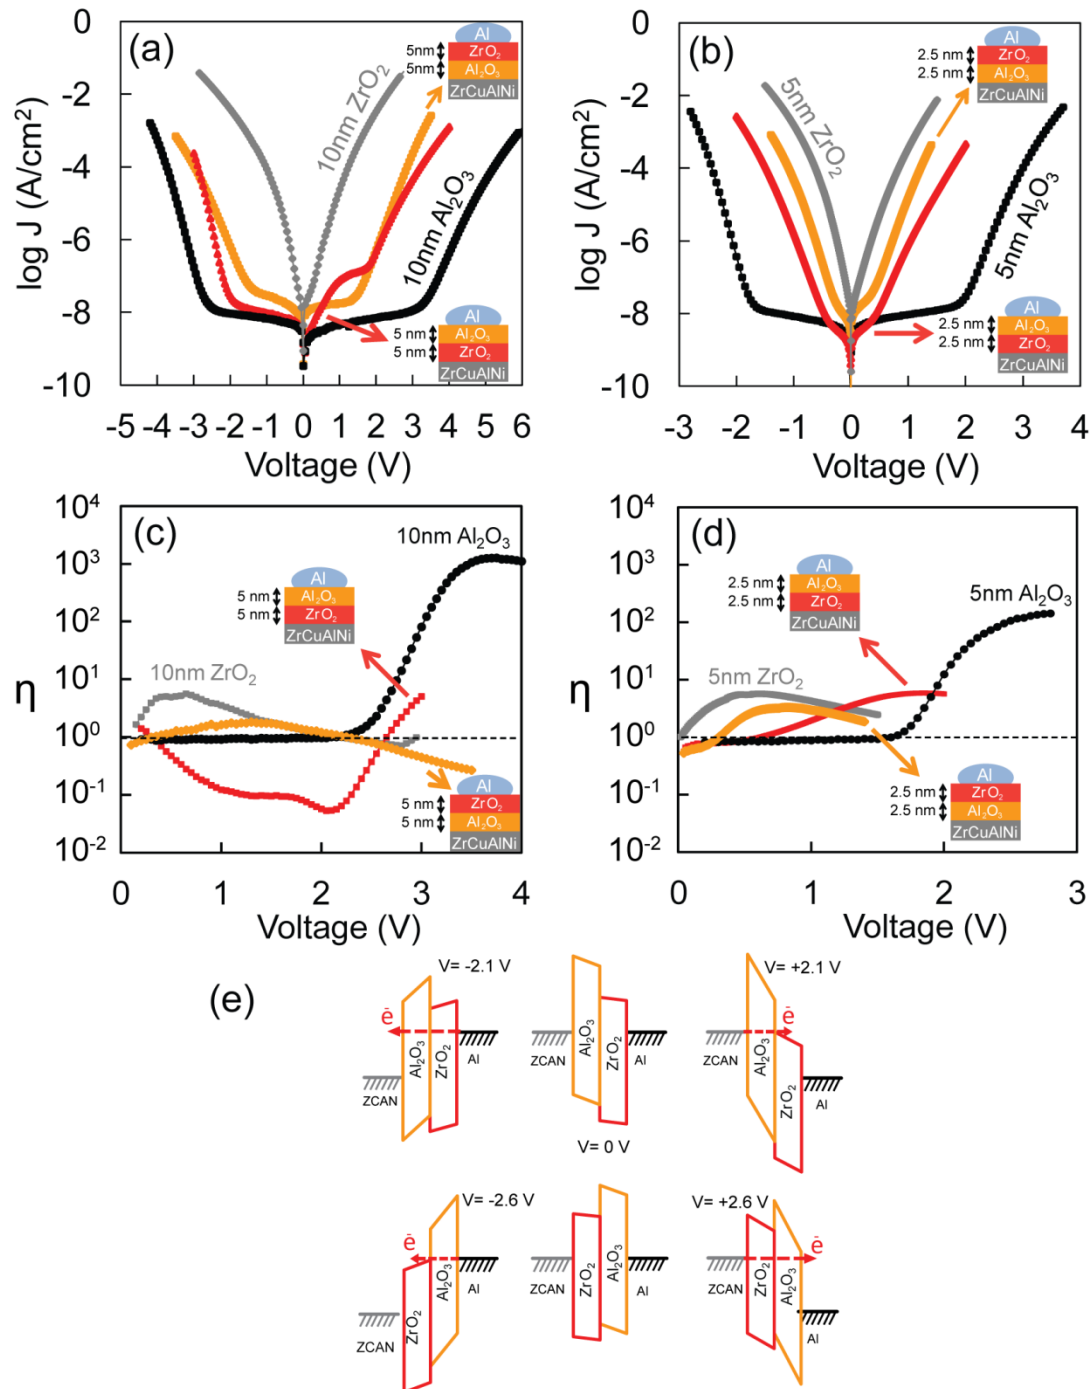 (a)
0
-2
-4
-6
-8
-10
log J (A/cm²)
-5 -4 -3 -2 -1 0 1 2 3 4 5 6
Voltage (V)
10nm ZrO₂
10nm Al₂O₃
Al
5nm ZrO₂
5nm Al₂O₃
ZrCuAlNi
Al
5 nm Al₂O₃
5 nm ZrO₂
ZrCuAlNi
(b)
0
-2
-4
-6
-8
-10
log J (A/cm²)
-3 -2 -1 0 1 2 3 4
Voltage (V)
5nm ZrO₂
5nm Al₂O₃
Al
2.5 nm ZrO₂
2.5 nm Al₂O₃
ZrCuAlNi
Al
2.5 nm Al₂O₃
2.5 nm ZrO₂
ZrCuAlNi
(c)
10⁴
10³
10²
10¹
10⁰
10⁻¹
10⁻²
η
0 1 2 3 4
Voltage (V)
10nm Al₂O₃
10nm ZrO₂
Al
5 nm Al₂O₃
5 nm ZrO₂
ZrCuAlNi
Al
5 nm ZrO₂
5 nm Al₂O₃
ZrCuAlNi
(d)
10⁴
10³
10²
10¹
10⁰
10⁻¹
10⁻²
η
0 1 2 3
Voltage (V)
5nm Al₂O₃
5nm ZrO₂
Al
2.5 nm Al₂O₃
2.5 nm ZrO₂
ZrCuAlNi
Al
2.5 nm ZrO₂
2.5 nm Al₂O₃
ZrCuAlNi
(e)
V= -2.1 V
ē
ZCAN
Al₂O₃
ZrO₂
Al
ZCAN
Al₂O₃
ZrO₂
Al
V= 0 V
V= +2.1 V
ē
ZCAN
Al₂O₃
ZrO₂
Al
V= -2.6 V
ē
ZCAN
ZrO₂
Al₂O₃
Al
ZCAN
ZrO₂
Al₂O₃
Al
V= +2.6 V
ē
ZCAN
ZrO₂
Al₂O₃
Al